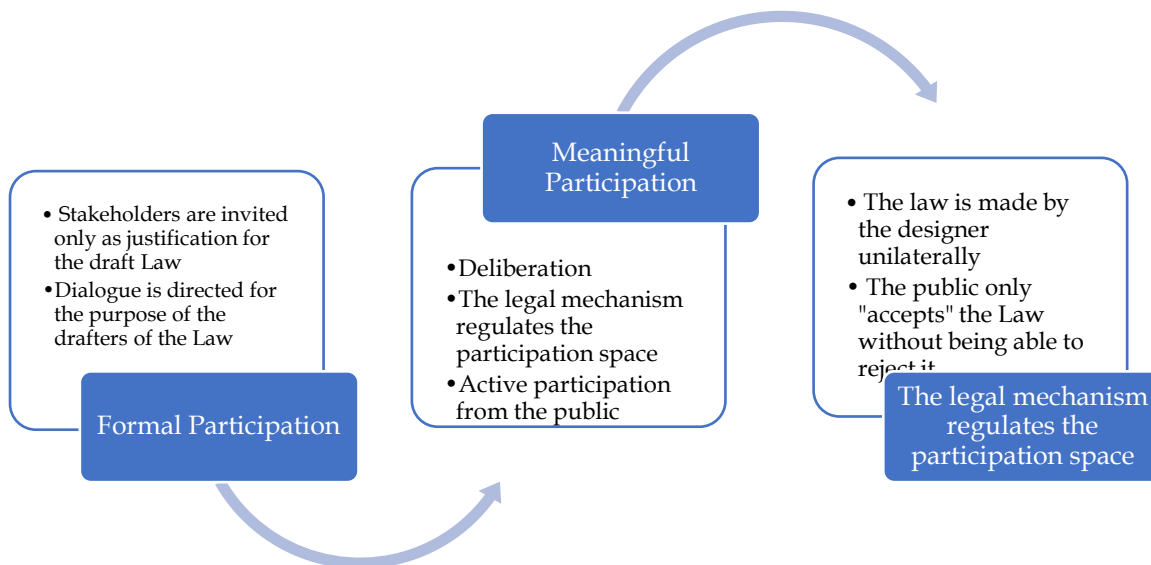 • Stakeholders are invited
only as justification for
the draft Law
•Dialogue is directed for
the purpose of the
drafters of the Law
Formal Participation
Meaningful
Participation
•Deliberation
•The legal mechanism
regulates the
participation space
•Active participation
from the public
• The law is made by
the designer
unilaterally
• The public only
"accepts" the Law
without being able to
reject it
The legal mechanism
regulates the
participation space